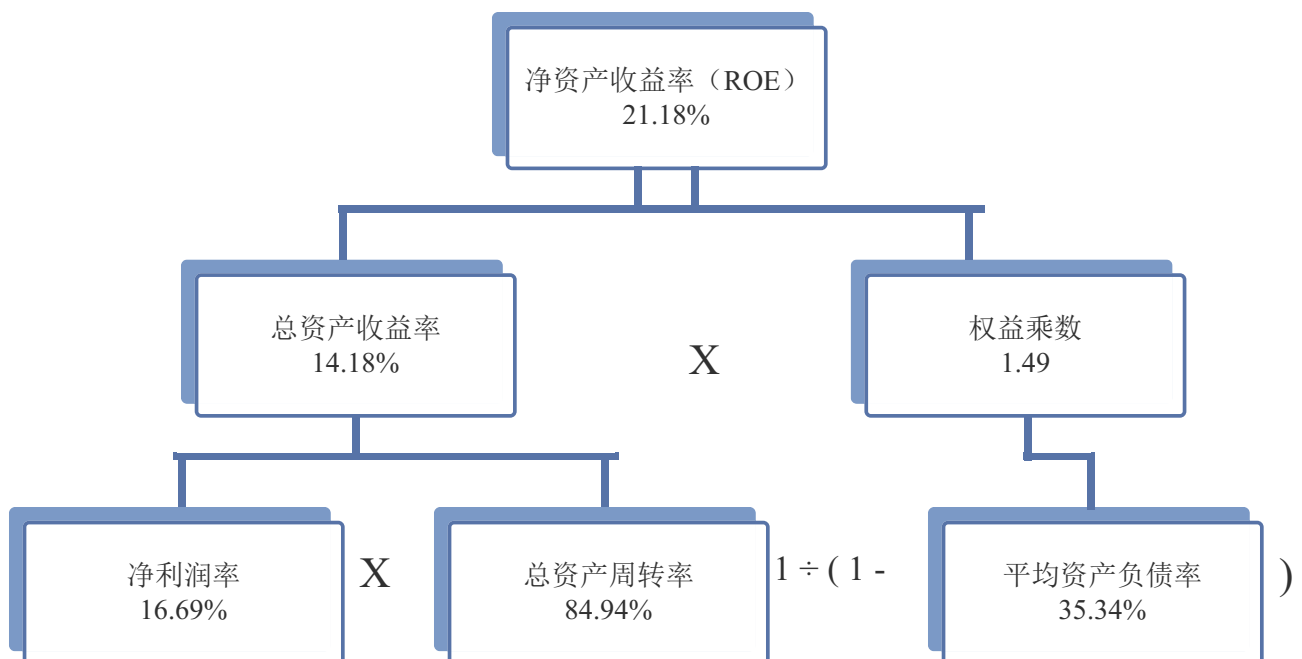 净资产收益率（ROE）
21.18%
总资产收益率
14.18%
X
权益乘数
1.49
净利润率
16.69%
X
总资产周转率
84.94%
1 ÷ ( 1 -
平均资产负债率
35.34%
)